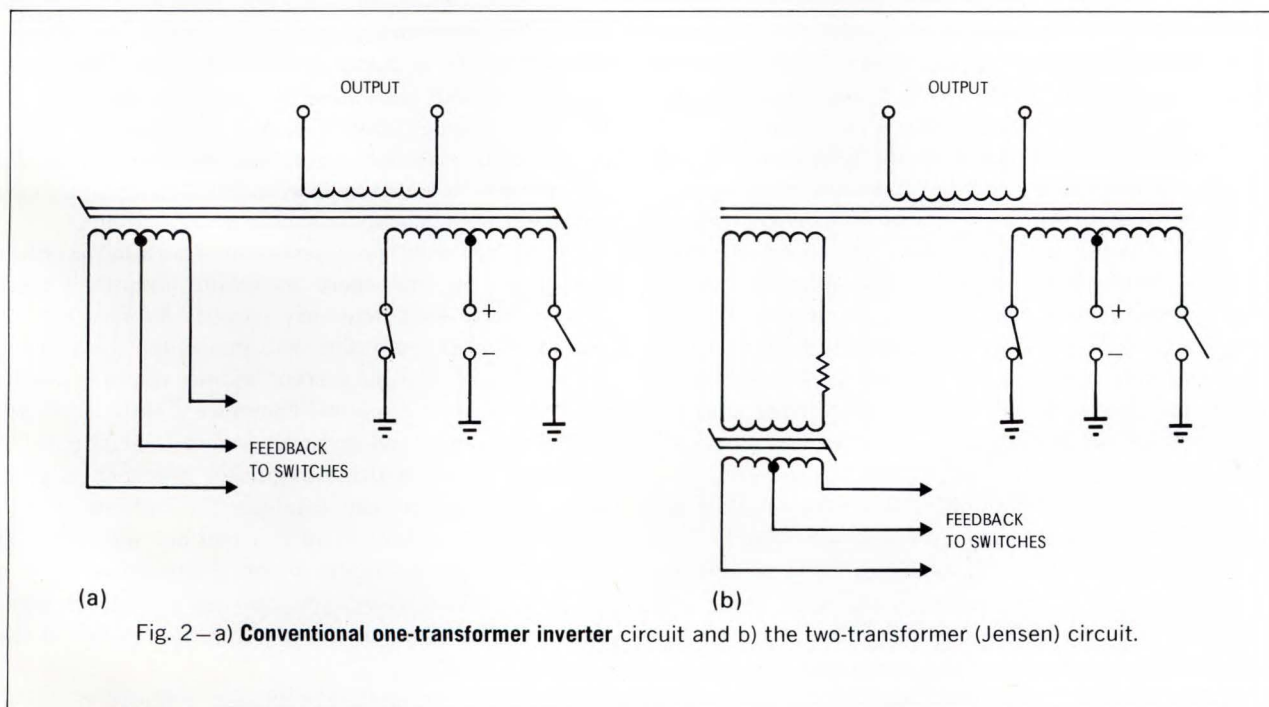 OUTPUT
+
−
FEEDBACK
TO SWITCHES
(a)
OUTPUT
+
−
FEEDBACK
TO SWITCHES
(b)
Fig. 2—a) Conventional one-transformer inverter circuit and b) the two-transformer (Jensen) circuit.